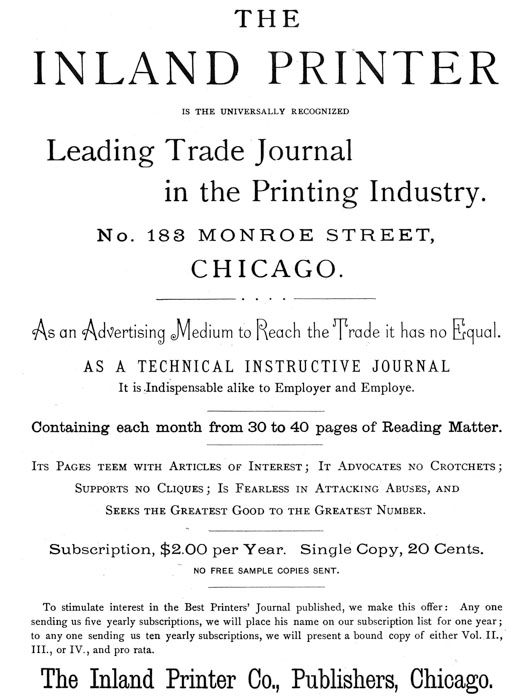 THE
INLAND PRINTER
IS THE UNIVERSALLY RECOGNIZED
Leading Trade Journal
in the Printing Industry.
No. 183 MONROE STREET,
CHICAGO.
As an Advertising Medium to Reach the Trade it has no Equal.
AS A TECHNICAL INSTRUCTIVE JOURNAL
It is Indispensable alike to Employer and Employe.
Containing each month from 30 to 40 pages of Reading Matter.
Its Pages teem with Articles of Interest; It Advocates no Crotchets;
Supports no Cliques; Is Fearless in Attacking Abuses, and
Seeks the Greatest Good to the Greatest Number.
Subscription, $2.00 per Year. Single Copy, 20 Cents.
NO FREE SAMPLE COPIES SENT.
To stimulate interest in the Best Printers' Journal published, we make this offer: Any one
sending us five yearly subscriptions, we will place his name on our subscription list for one year;
to any one sending us ten yearly subscriptions, we will present a bound copy of either Vol. II.,
III., or IV., and pro rata.
The Inland Printer Co., Publishers, Chicago.